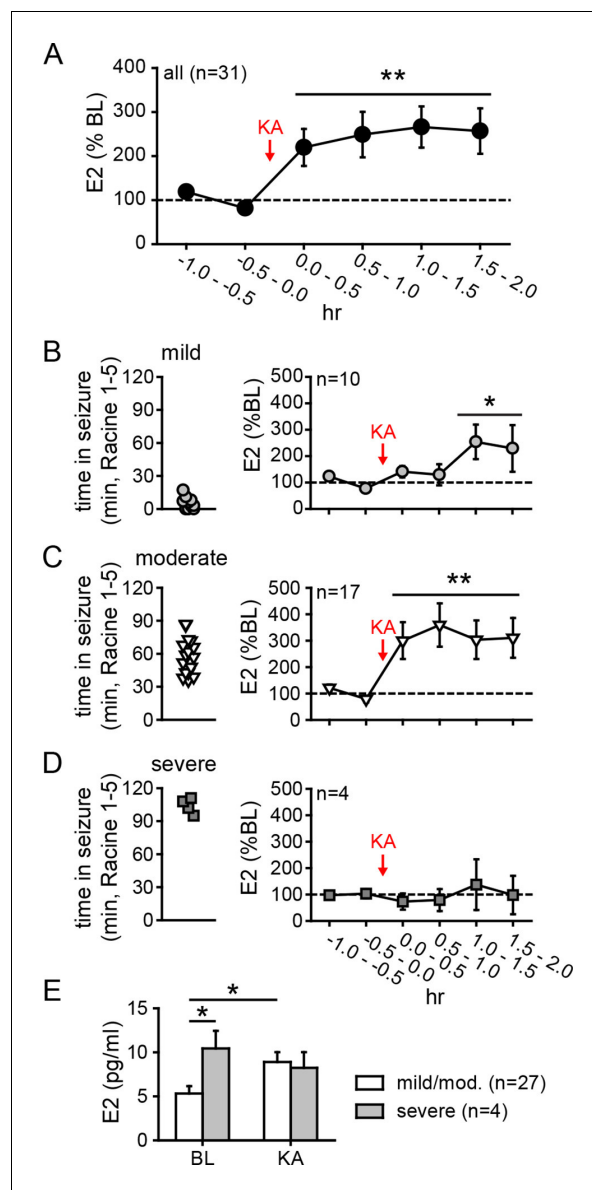 A
400
300
200
100
0
E2 (% BL)
all (n=31)
**
KA
-1.0 - -0.5
-0.5 - 0.0
0.0 - 0.5
0.5 - 1.0
1.0 - 1.5
1.5 - 2.0
hr
B
mild
time in seizure
(min, Racine 1-5)
120
90
60
30
0
E2 (%BL)
500
400
300
200
100
0
n=10
*
KA
C
moderate
time in seizure
(min, Racine 1-5)
120
90
60
30
0
E2 (%BL)
500
400
300
200
100
0
n=17
**
KA
D
severe
time in seizure
(min, Racine 1-5)
120
90
60
30
0
E2 (%BL)
500
400
300
200
100
0
n=4
KA
-1.0 - -0.5
-0.5 - 0.0
0.0 - 0.5
0.5 - 1.0
1.0 - 1.5
1.5 - 2.0
hr
E
E2 (pg/ml)
15
10
5
0
*
*
BL
KA
mild/mod. (n=27)
severe (n=4)